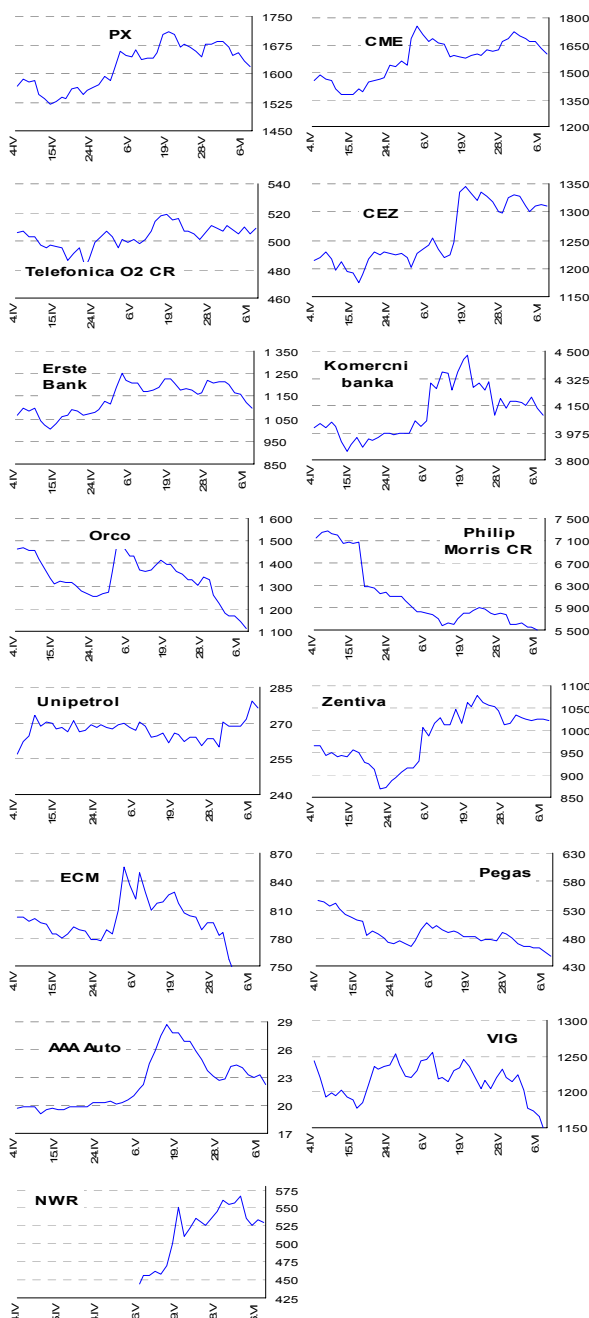 PX
1750
1675
1600
1525
1450
4.IV 15.IV 24.IV 6.V 19.V 28.V 6.VI
CME
1800
1650
1500
1350
1200
4.IV 15.IV 24.IV 6.V 19.V 28.V 6.VI
Telefonica O2 CR
540
520
500
480
460
4.IV 15.IV 24.IV 6.V 19.V 28.V 6.VI
CEZ
1350
1300
1250
1200
1150
4.IV 15.IV 24.IV 6.V 19.V 28.V 6.VI
Erste
Bank
1 350
1 250
1 150
1 050
950
850
4.IV 15.IV 24.IV 6.V 19.V 28.V 6.VI
Komercni
banka
4 500
4 325
4 150
3 975
3 800
4.IV 15.IV 24.IV 6.V 19.V 28.V 6.VI
Orco
1 600
1 500
1 400
1 300
1 200
1 100
4.IV 15.IV 24.IV 6.V 19.V 28.V 6.VI
Philip
Morris CR
7 500
7 100
6 700
6 300
5 900
5 500
4.IV 15.IV 24.IV 6.V 19.V 28.V 6.VI
Unipetrol
285
270
255
240
4.IV 15.IV 24.IV 6.V 19.V 28.V 6.VI
Zentiva
1100
1050
1000
950
900
850
4.IV 15.IV 24.IV 6.V 19.V 28.V 6.VI
ECM
870
840
810
780
750
4.IV 15.IV 24.IV 6.V 19.V 28.V 6.VI
Pegas
630
580
530
480
430
4.IV 15.IV 24.IV 6.V 19.V 28.V 6.VI
AAA Auto
29
26
23
20
17
4.IV 15.IV 24.IV 6.V 19.V 28.V 6.VI
VIG
1300
1250
1200
1150
4.IV 15.IV 24.IV 6.V 19.V 28.V 6.VI
NWR
575
550
525
500
475
450
425